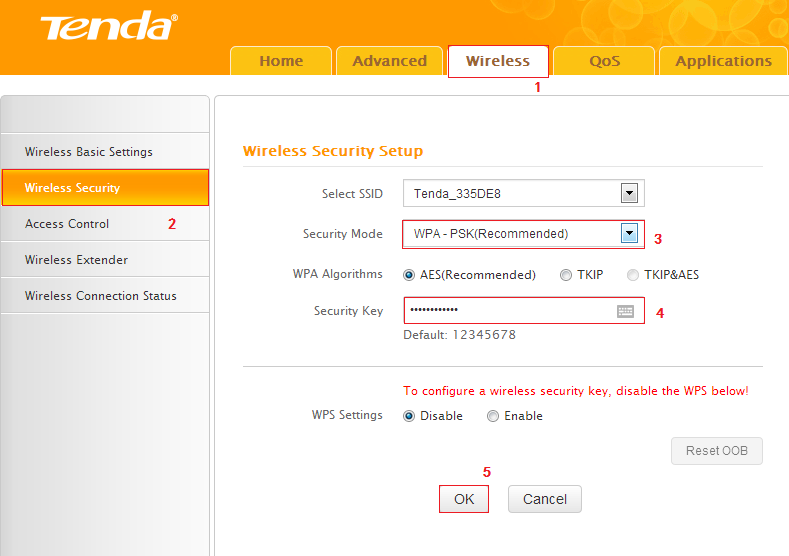 Tenda®
Home Advanced Wireless QoS Applications
1
Wireless Basic Settings
Wireless Security
Access Control
2
Wireless Extender
Wireless Connection Status
Wireless Security Setup
Select SSID Tenda_335DE8
Security Mode WPA - PSK(Recommended)
3
WPA Algorithms AES(Recommended) TKIP TKIP&AES
Security Key ••••••••••••
4
Default: 12345678
To configure a wireless security key, disable the WPS below!
WPS Settings Disable Enable
Reset OOB
5
OK Cancel